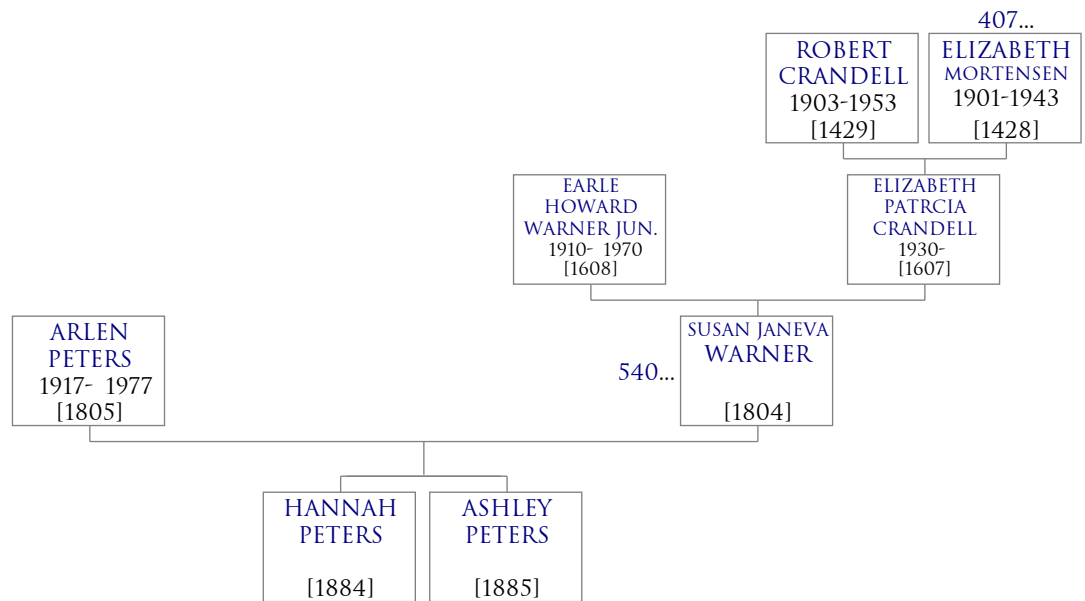 407...
ROBERT
CRANDELL
1903-1953
[1429]
ELIZABETH
MORTENSEN
1901-1943
[1428]
EARLE
HOWARD
WARNER JUN.
1910- 1970
[1608]
ELIZABETH
PATRCIA
CRANDELL
1930-
[1607]
ARLEN
PETERS
1917- 1977
[1805]
540...
SUSAN JANEVA
WARNER
[1804]
HANNAH
PETERS
[1884]
ASHLEY
PETERS
[1885]